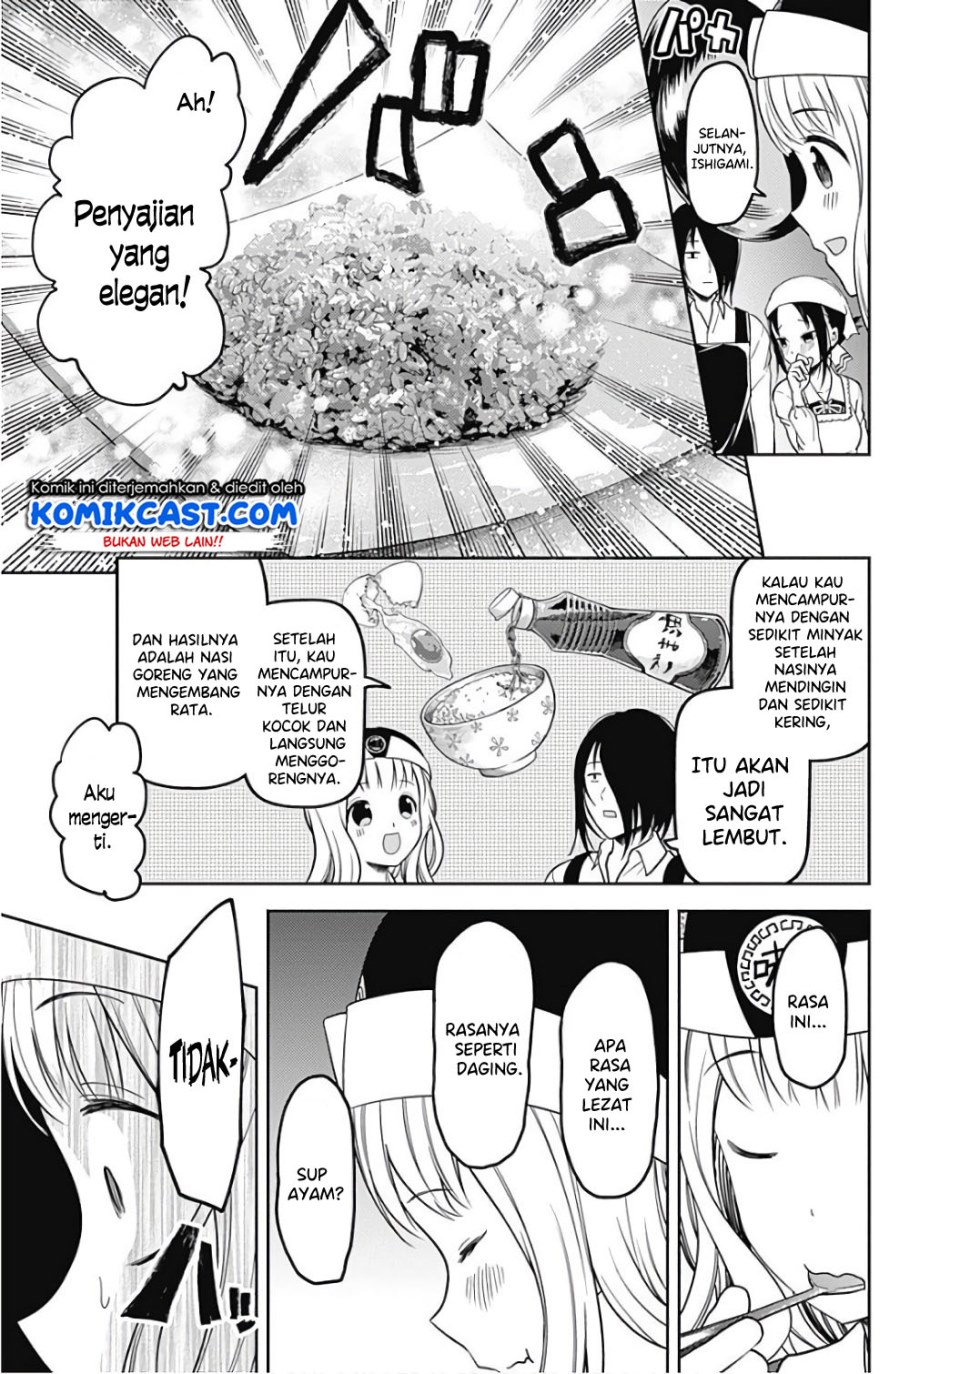 パカ
SELAN-
JUTNYA,
ISHIGAMI.
Ah!
Penyajian
yang
elegan!
Komik ini diterjemahkan & diedit oleh
KOMIKCAST.COM
BUKAN WEB LAIN!!
KALAU KAU
MENCAMPUR-
NYA DENGAN
SEDIKIT MINYAK
SETELAH
NASINYA
MENDINGIN
DAN SEDIKIT
KERING,
ITU AKAN
JADI
SANGAT
LEMBUT.
SETELAH
ITU, KAU
MENCAMPUR-
NYA DENGAN
TELUR
KOCOK DAN
LANGSUNG
MENGGO-
RENGNYA.
DAN HASILNYA
ADALAH NASI
GORENG YANG
MENGEMBANG
RATA.
Aku
menger-
ti.
味
RASA
INI...
APA
RASA
YANG
LEZAT
INI...
RASANYA
SEPERTI
DAGING.
SUP
AYAM?
TIDAK-
ハ!!